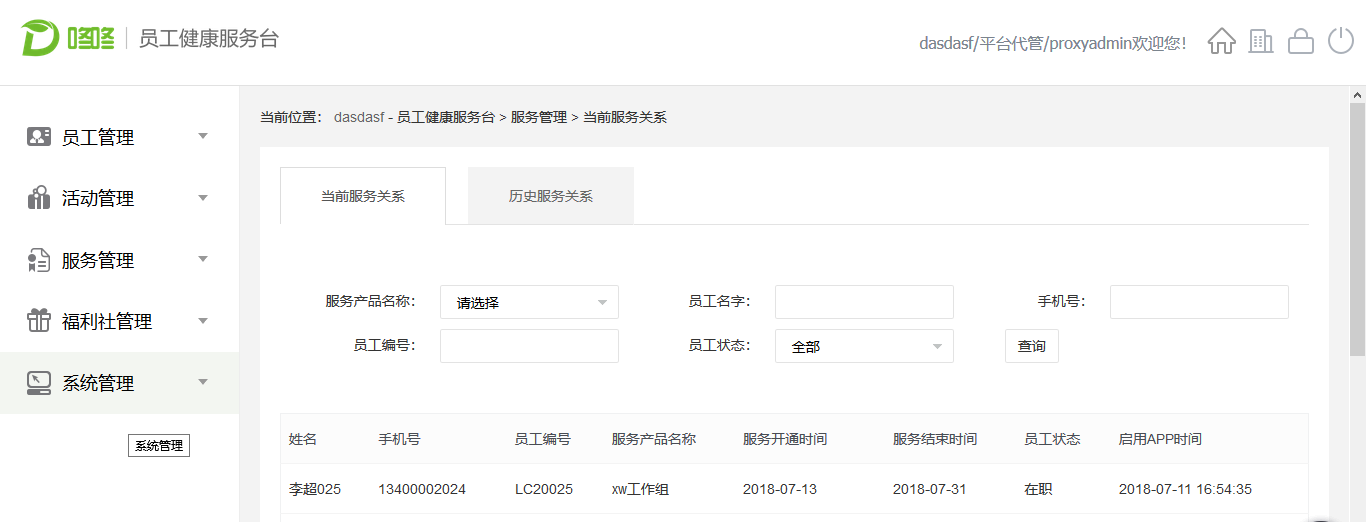 咚咚 员工健康服务台
dasdasf/平台代管/proxyadmin欢迎您!
员工管理
活动管理
服务管理
福利社管理
系统管理
系统管理
当前位置： dasdasf - 员工健康服务台 > 服务管理 > 当前服务关系
当前服务关系 历史服务关系
服务产品名称： 请选择 员工名字： 手机号：
员工编号： 员工状态： 全部 查询
姓名 手机号 员工编号 服务产品名称 服务开通时间 服务结束时间 员工状态 启用APP时间
李超025 13400002024 LC20025 xw工作组 2018-07-13 2018-07-31 在职 2018-07-11 16:54:35